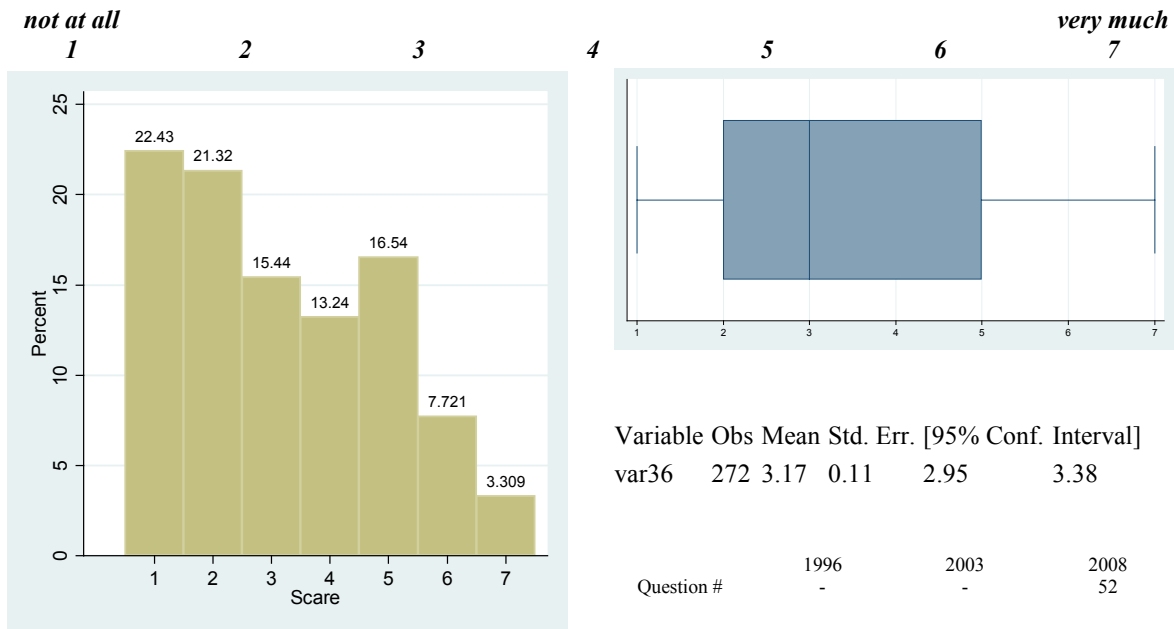 not at all very much
1 2 3 4 5 6 7
25
20
15
10
5
0
Percent
22.43
21.32
15.44
13.24
16.54
7.721
3.309
1 2 3 4 5 6 7
Scare
1 2 3 4 5 6 7
Variable Obs Mean Std. Err. [95% Conf. Interval]
var36 272 3.17 0.11 2.95 3.38
1996 2003 2008
Question # - - 52